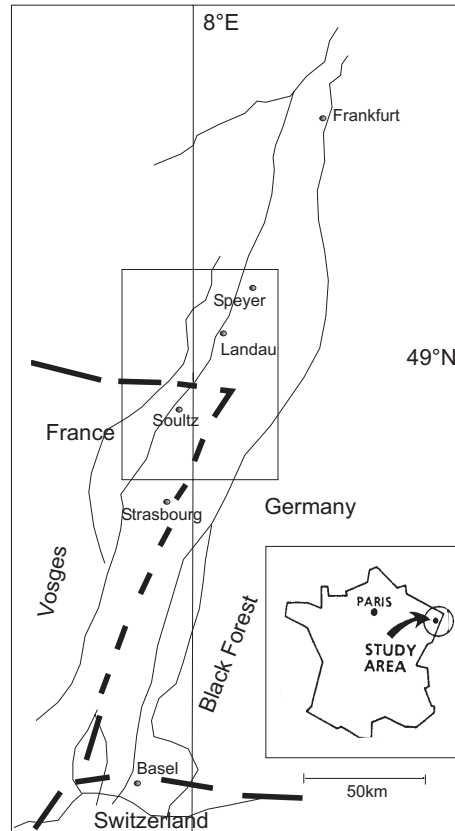 8°E
Frankfurt
Speyer
Landau
49°N
Soultz
France
Strasbourg
Germany
Vosges
Black Forest
PARIS
STUDY
AREA
Basel
50km
Switzerland